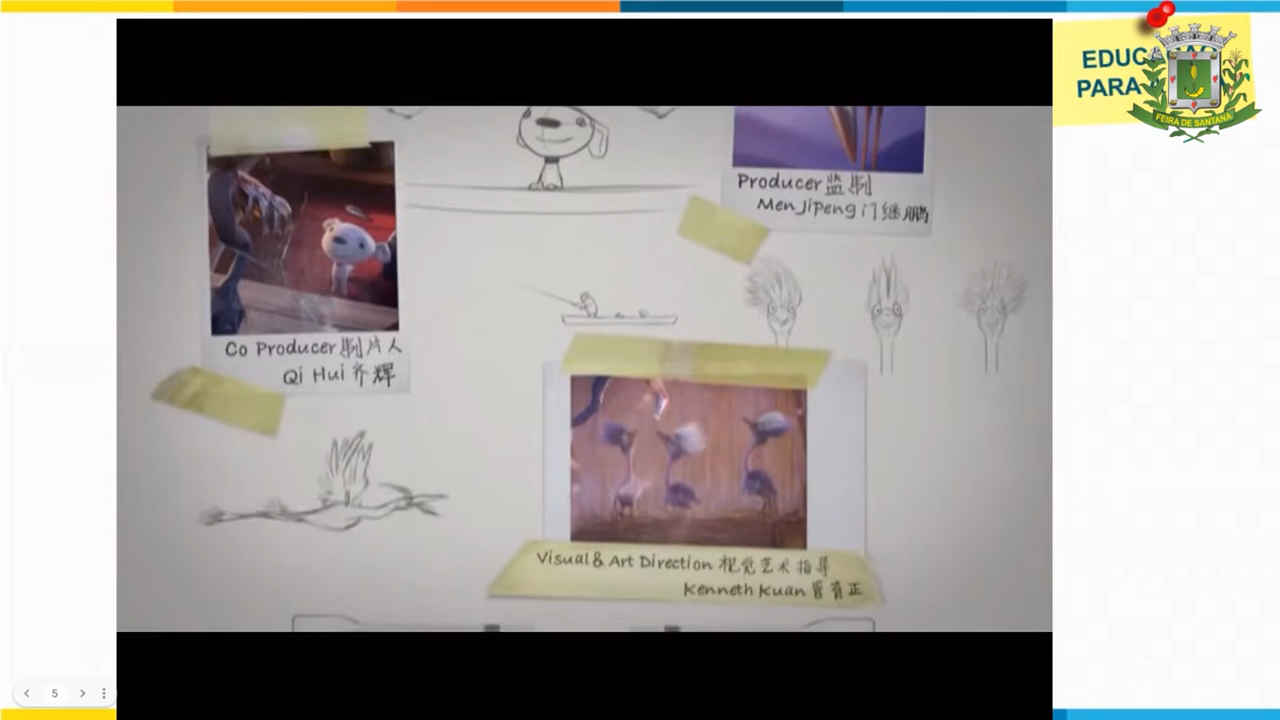 EDUC
PARA
FEIRA DE SANTANA
Producer 监制
Men JiPeng 门继鹏
Co Producer 制片人
Qi Hui 齐辉
Visual & Art Direction 视觉艺术指导
Kenneth Kuan 管育正
5